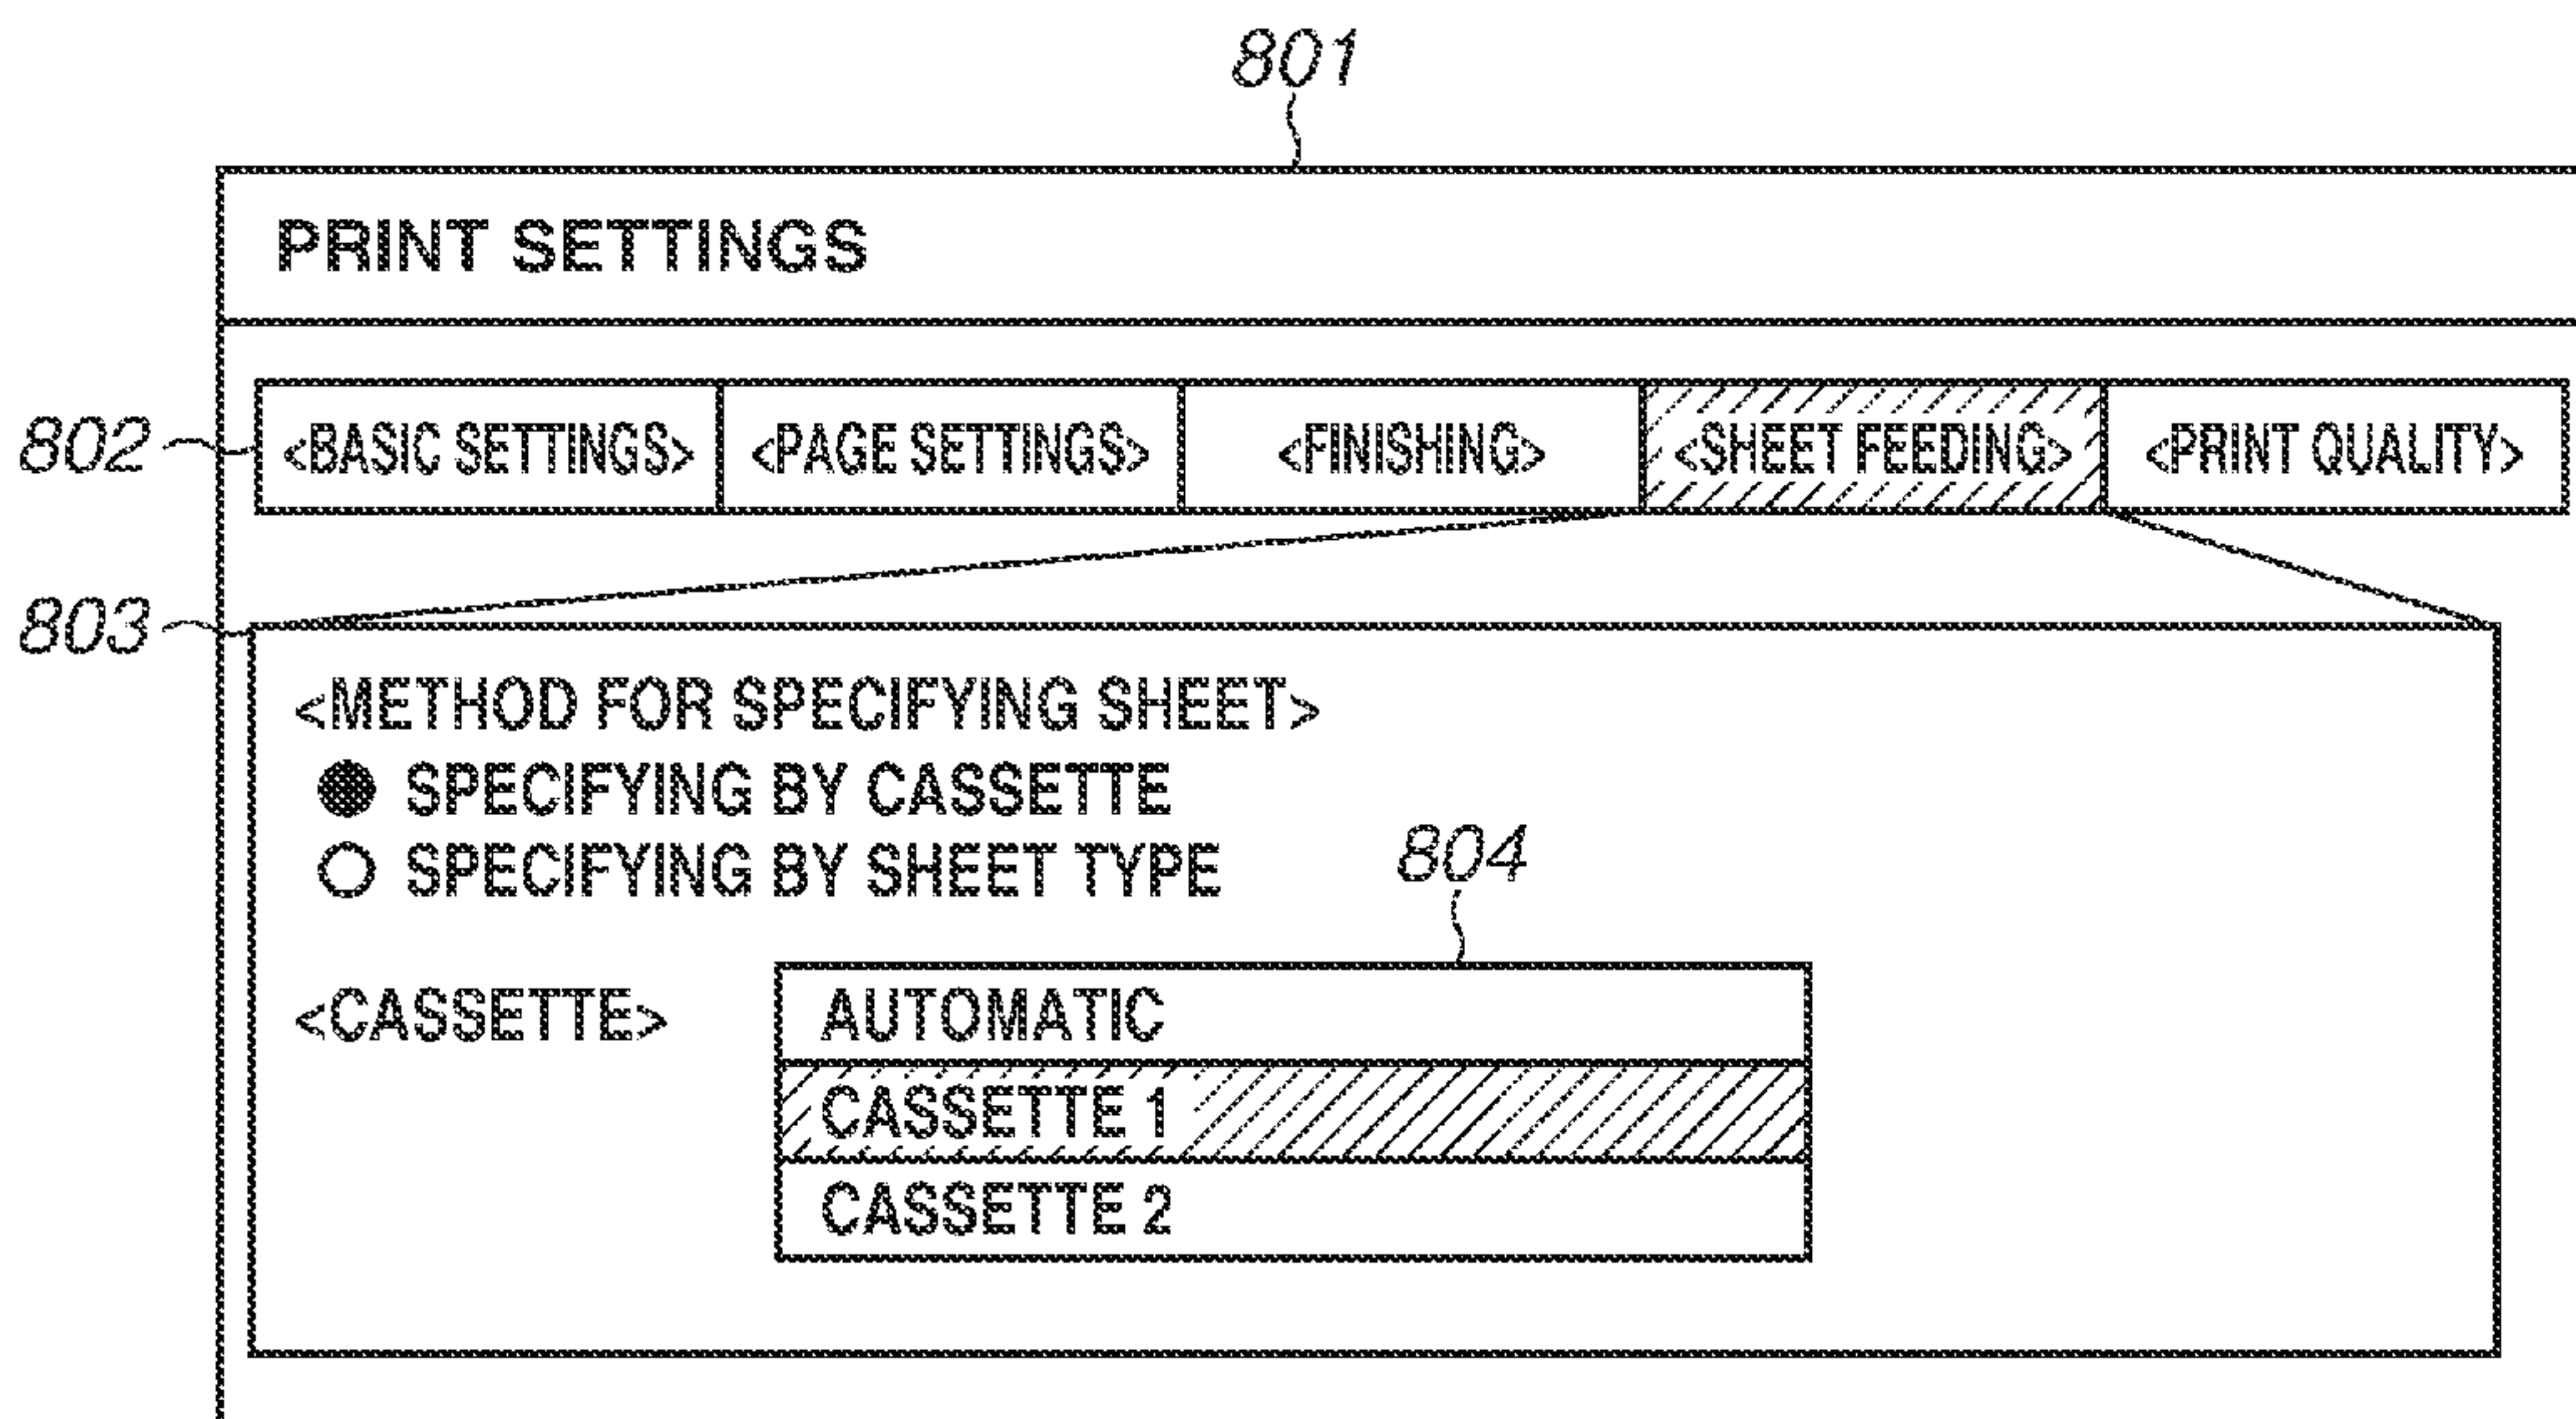 801
PRINT SETTINGS
802 <BASIC SETTINGS> <PAGE SETTINGS> <FINISHING> <SHEET FEEDING> <PRINT QUALITY>
803
<METHOD FOR SPECIFYING SHEET>
SPECIFYING BY CASSETTE
SPECIFYING BY SHEET TYPE
804
<CASSETTE> AUTOMATIC
CASSETTE 1
CASSETTE 2